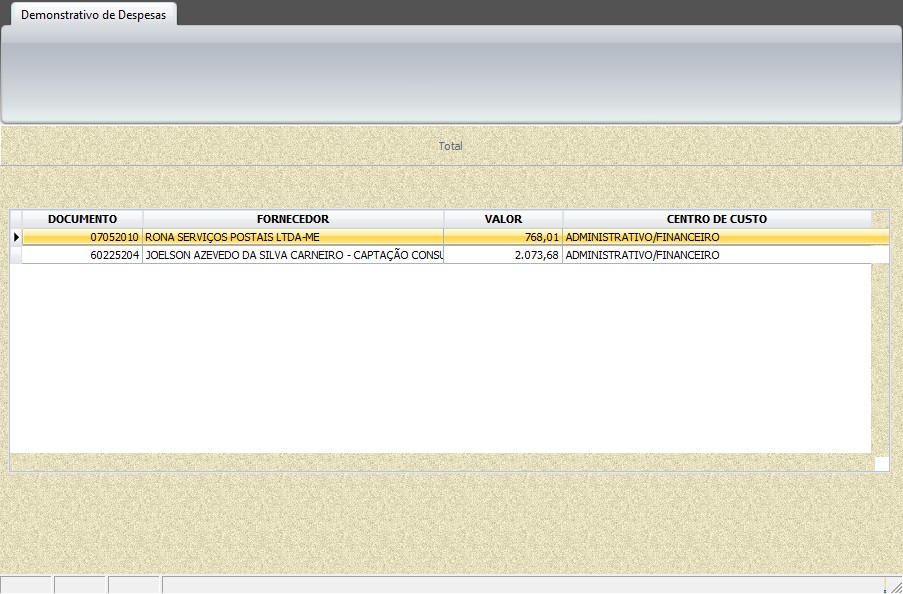 Demonstrativo de Despesas
Total
DOCUMENTO FORNECEDOR VALOR CENTRO DE CUSTO
07052010 RONA SERVIÇOS POSTAIS LTDA-ME 768,01 ADMINISTRATIVO/FINANCEIRO
60225204 JOELSON AZEVEDO DA SILVA CARNEIRO - CAPTAÇÃO CONSU 2.073,68 ADMINISTRATIVO/FINANCEIRO